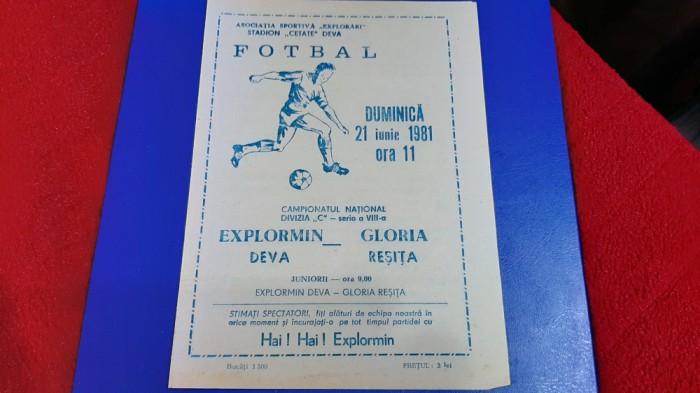 ASOCIAȚIA SPORTIVĂ „EXPLORĂRI”
STADION „CETATE” DEVA
FOTBAL
DUMINICĂ
21 iunie 1981
ora 11
CAMPIONATUL NAȚIONAL
DIVIZIA „C” – seria a VIII-a
EXPLORMIN — GLORIA
DEVA REȘIȚA
JUNIORII — ora 9,00
EXPLORMIN DEVA – GLORIA REȘIȚA
STIMAȚI SPECTATORI, fiți alături de echipa noastră în
orice moment și încurajați-o pe tot timpul partidei cu
Hai! Hai! Explormin
Bucăți 1500 PREȚUL: 2 lei